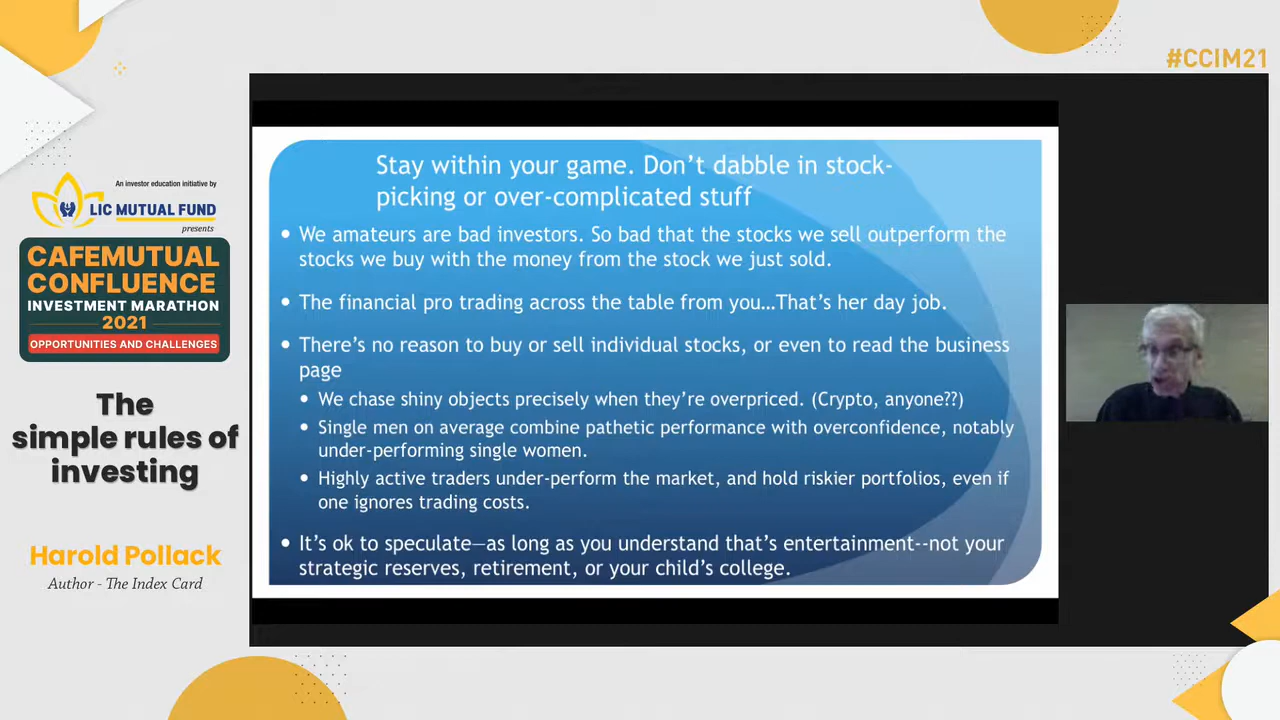 #CCIM21
An investor education initiative by
LIC MUTUAL FUND
presents
CAFEMUTUAL
CONFLUENCE
INVESTMENT MARATHON
2021
OPPORTUNITIES AND CHALLENGES
The
simple rules of
investing
Harold Pollack
Author - The Index Card
Stay within your game. Don’t dabble in stock-
picking or over-complicated stuff
• We amateurs are bad investors. So bad that the stocks we sell outperform the
stocks we buy with the money from the stock we just sold.
• The financial pro trading across the table from you…That’s her day job.
• There’s no reason to buy or sell individual stocks, or even to read the business
page
• We chase shiny objects precisely when they’re overpriced. (Crypto, anyone??)
• Single men on average combine pathetic performance with overconfidence, notably
under-performing single women.
• Highly active traders under-perform the market, and hold riskier portfolios, even if
one ignores trading costs.
• It’s ok to speculate—as long as you understand that’s entertainment--not your
strategic reserves, retirement, or your child’s college.